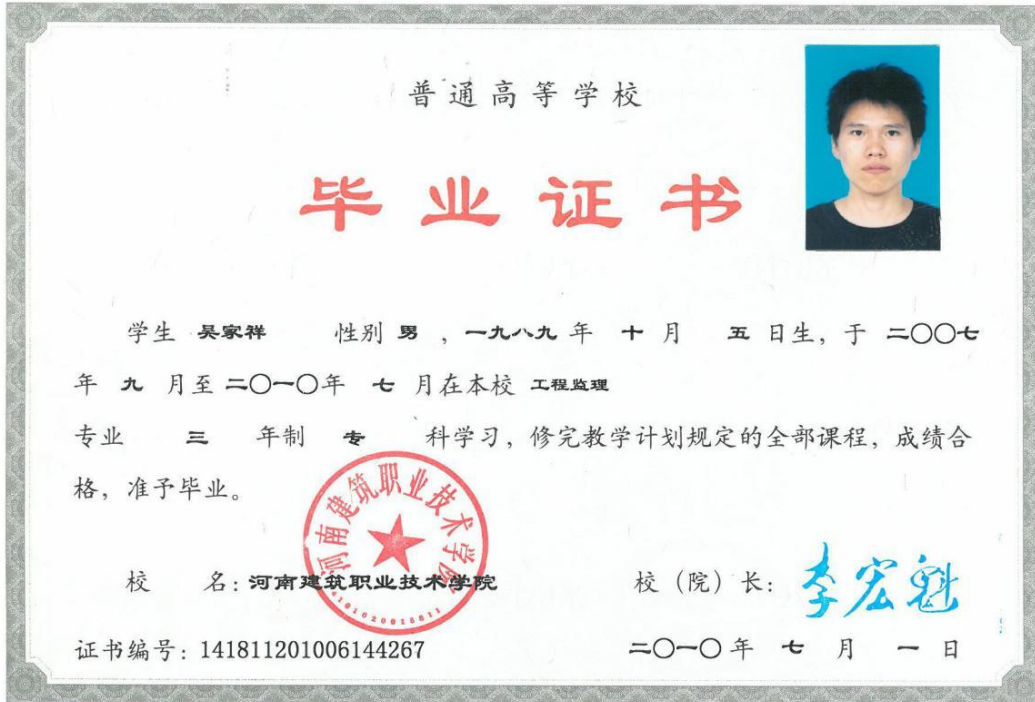 普通高等学校
毕业证书
学生 吴家祥 性别 男 ，一九八九 年 十 月 五 日生，于 二〇〇七
年 九 月至 二〇一〇年 七 月在本校 工程监理
专业 三 年制 专 科学习，修完教学计划规定的全部课程，成绩合
格，准予毕业。
河南建筑职业技术学院
校 名：河南建筑职业技术学院
校（院）长：李宏魁
证书编号：141811201006144267
二〇一〇 年 七 月 一 日